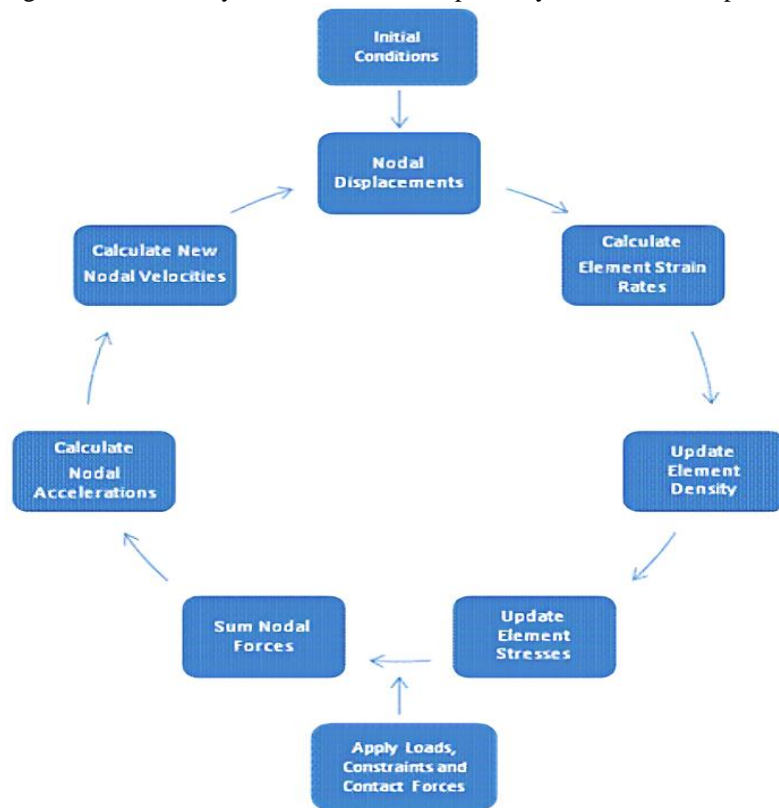 Initial
Conditions
Nodal
Displacements
Calculate
Element Strain
Rates
Update
Element
Density
Update
Element
Stresses
Apply Loads,
Constraints and
Contact Forces
Sum Nodal
Forces
Calculate
Nodal
Accelerations
Calculate New
Nodal Velocities